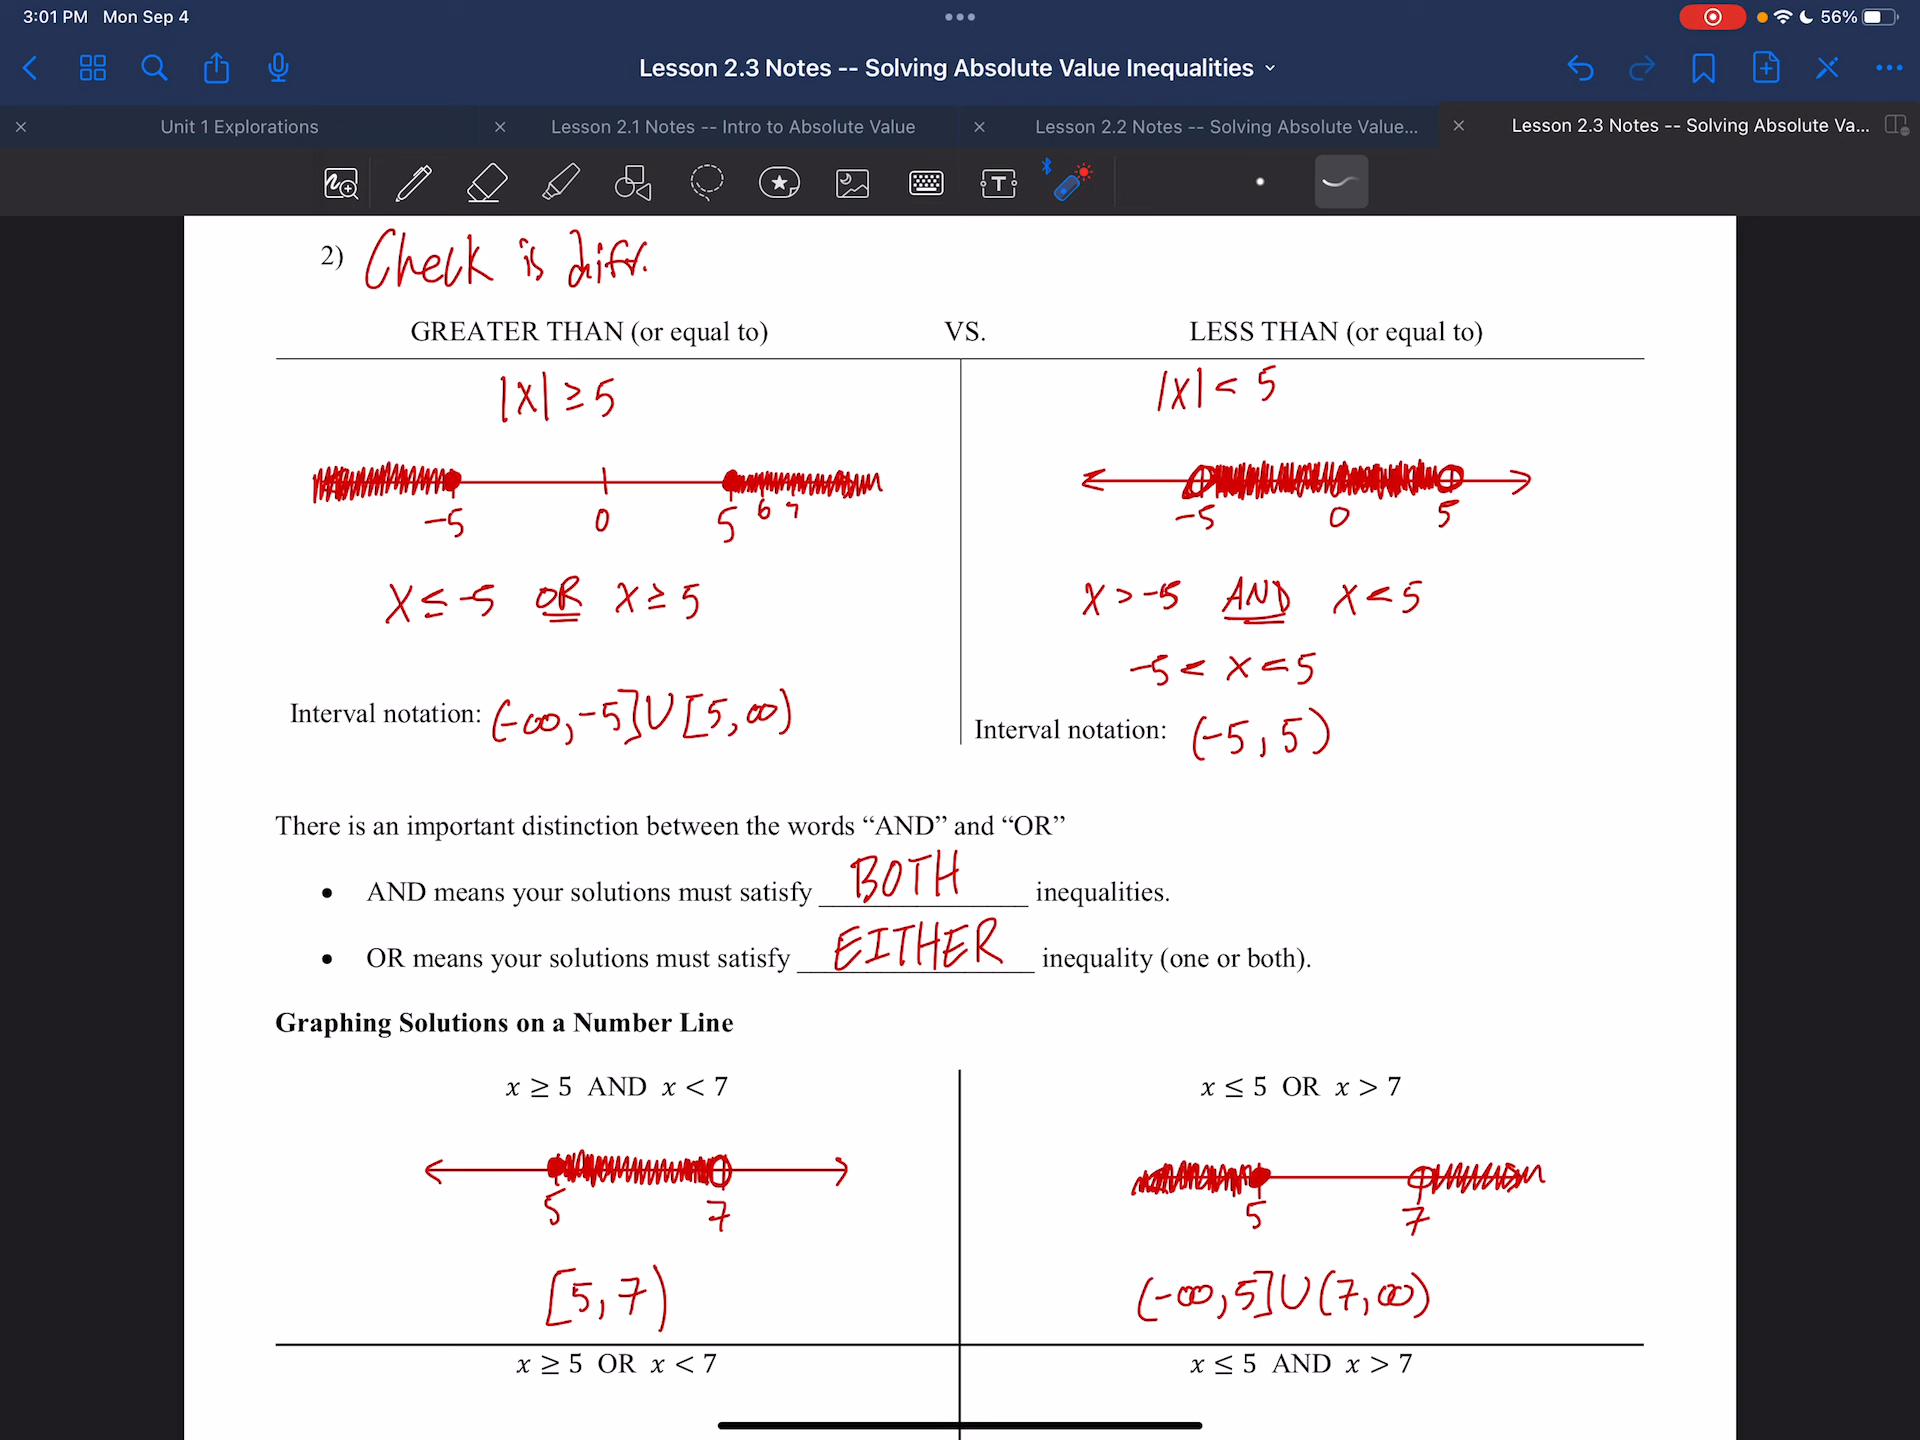 3:01 PM Mon Sep 4
56%
Lesson 2.3 Notes -- Solving Absolute Value Inequalities
Unit 1 Explorations
Lesson 2.1 Notes -- Intro to Absolute Value
Lesson 2.2 Notes -- Solving Absolute Value...
Lesson 2.3 Notes -- Solving Absolute Va...
2) Check is diff.
GREATER THAN (or equal to) VS. LESS THAN (or equal to)
|x| ≥ 5
-5 0 5 6 7
x ≤ -5 OR x ≥ 5
Interval notation: (-∞, -5] ∪ [5, ∞)
|x| < 5
-5 0 5
x > -5 AND x < 5
-5 < x < 5
Interval notation: (-5, 5)
There is an important distinction between the words “AND” and “OR”
• AND means your solutions must satisfy BOTH inequalities.
• OR means your solutions must satisfy EITHER inequality (one or both).
Graphing Solutions on a Number Line
x ≥ 5 AND x < 7
5 7
[5, 7)
x ≤ 5 OR x > 7
5 7
(-∞, 5] ∪ (7, ∞)
x ≥ 5 OR x < 7
x ≤ 5 AND x > 7